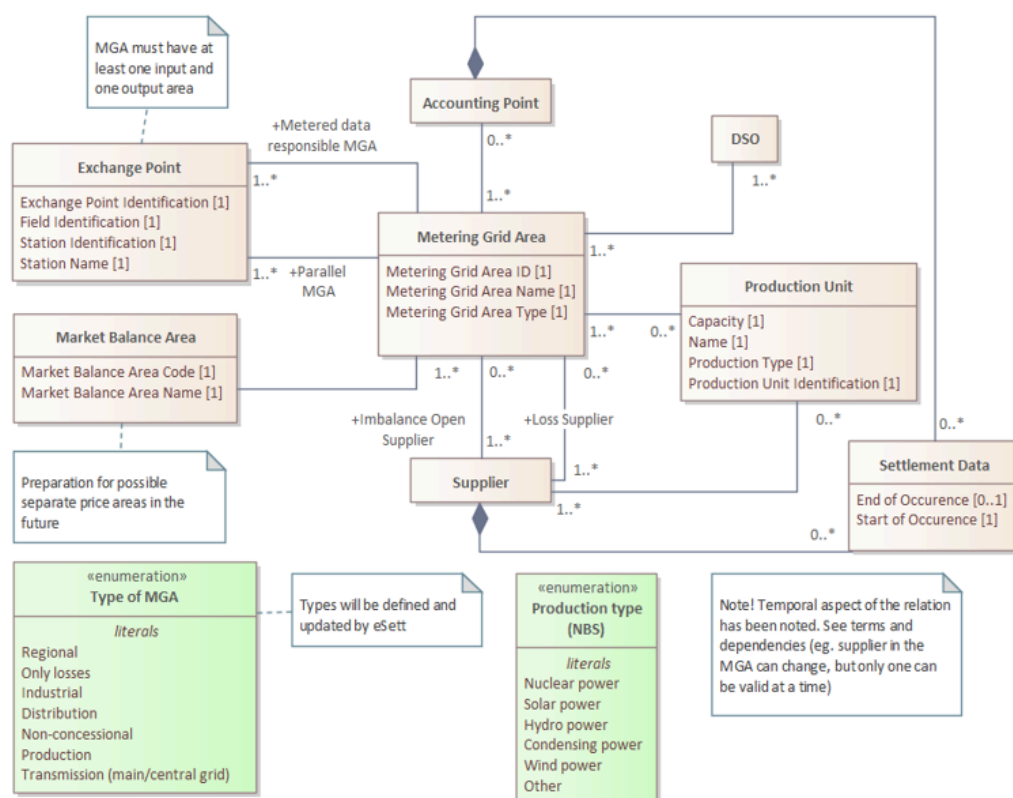 MGA must have at
least one input and
one output area
Accounting Point
DSO
0..*
1..*
+Metered data
responsible MGA
1..*
Exchange Point
Exchange Point Identification [1]
Field Identification [1]
Station Identification [1]
Station Name [1]
1..*
+Parallel
MGA
1..*
Metering Grid Area
Metering Grid Area ID [1]
Metering Grid Area Name [1]
Metering Grid Area Type [1]
1..*
1..*
0..*
Production Unit
Capacity [1]
Name [1]
Production Type [1]
Production Unit Identification [1]
Market Balance Area
Market Balance Area Code [1]
Market Balance Area Name [1]
1..*
0..*
0..*
+Imbalance Open
Supplier
+Loss Supplier
0..*
0..*
1..*
1..*
Supplier
1..*
0..*
Settlement Data
End of Occurence [0..1]
Start of Occurence [1]
Preparation for possible
separate price areas in the
future
«enumeration»
Type of MGA
literals
Regional
Only losses
Industrial
Distribution
Non-concessional
Production
Transmission (main/central grid)
Types will be defined and
updated by eSett
«enumeration»
Production type
(NBS)
literals
Nuclear power
Solar power
Hydro power
Condensing power
Wind power
Other
Note! Temporal aspect of the relation
has been noted. See terms and
dependencies (eg. supplier in the
MGA can change, but only one can
be valid at a time)